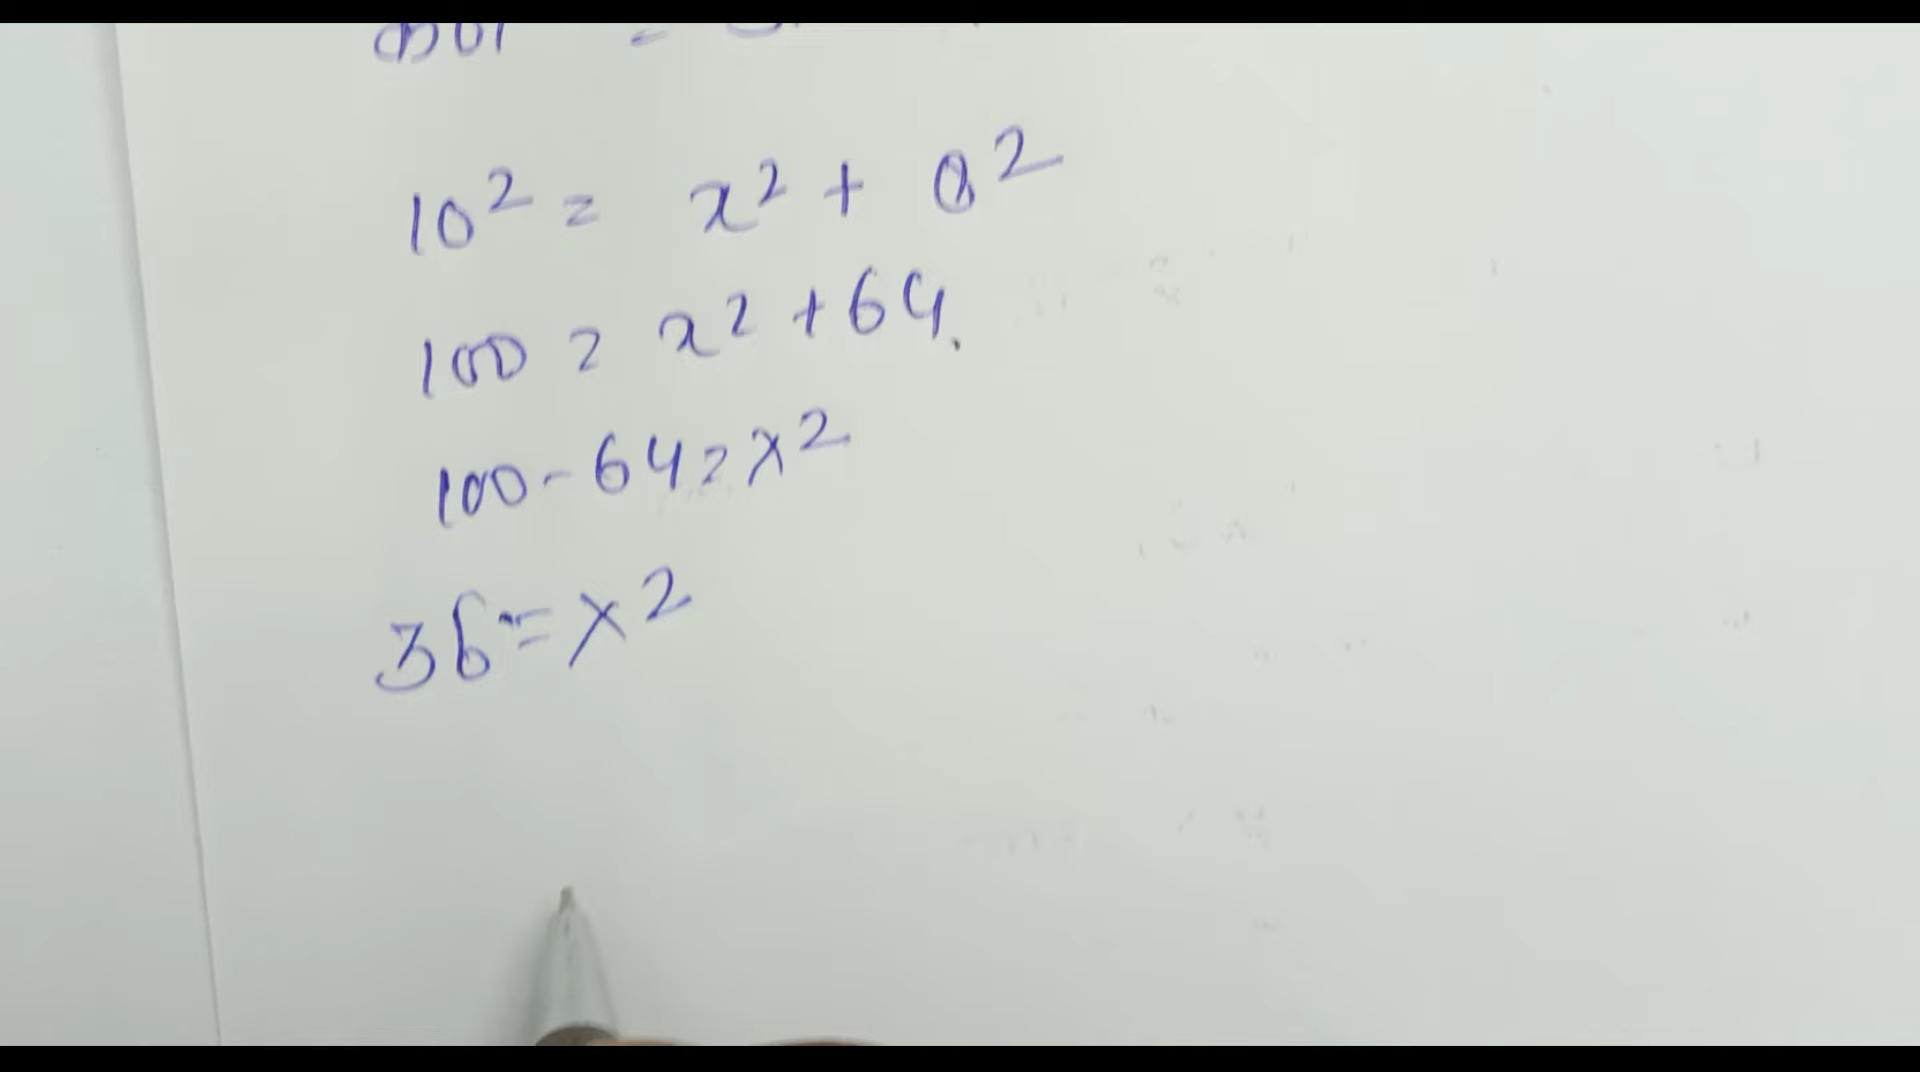 10² = x² + 8²
100 = x² + 64
100 - 64 = x²
36 = x²